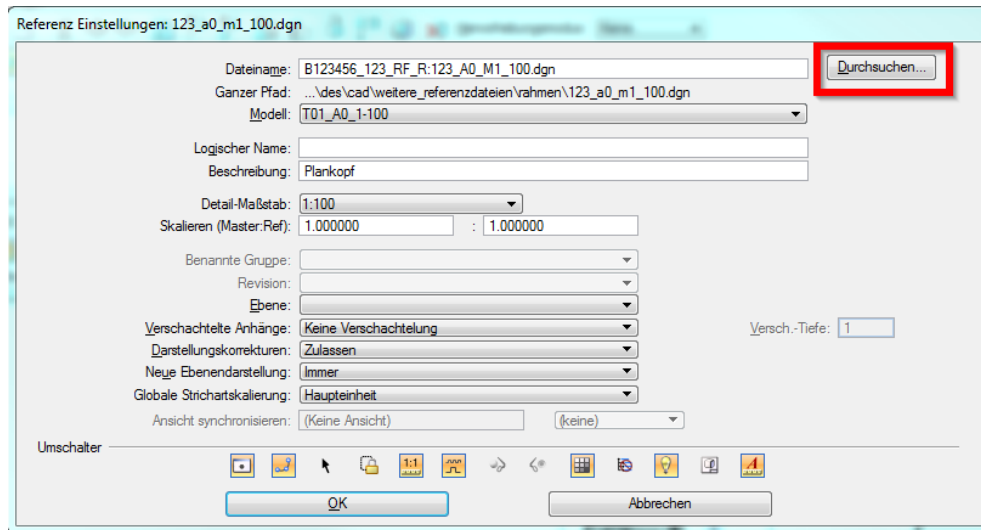 Referenz Einstellungen: 123_a0_m1_100.dgn
Dateiname: B123456_123_RF_R:123_A0_M1_100.dgn Durchsuchen...
Ganzer Pfad: ...\des\cad\weitere_referenzdateien\rahmen\123_a0_m1_100.dgn
Modell: T01_A0_1-100
Logischer Name:
Beschreibung: Plankopf
Detail-Maßstab: 1:100
Skalieren (Master:Ref): 1.000000 : 1.000000
Benannte Gruppe:
Revision:
Ebene:
Verschachtelte Anhänge: Keine Verschachtelung Versch.-Tiefe: 1
Darstellungskorrekturen: Zulassen
Neue Ebenendarstellung: Immer
Globale Strichartskalierung: Haupteinheit
Ansicht synchronisieren: (Keine Ansicht) (keine)
Umschalter
1:1 A
OK Abbrechen